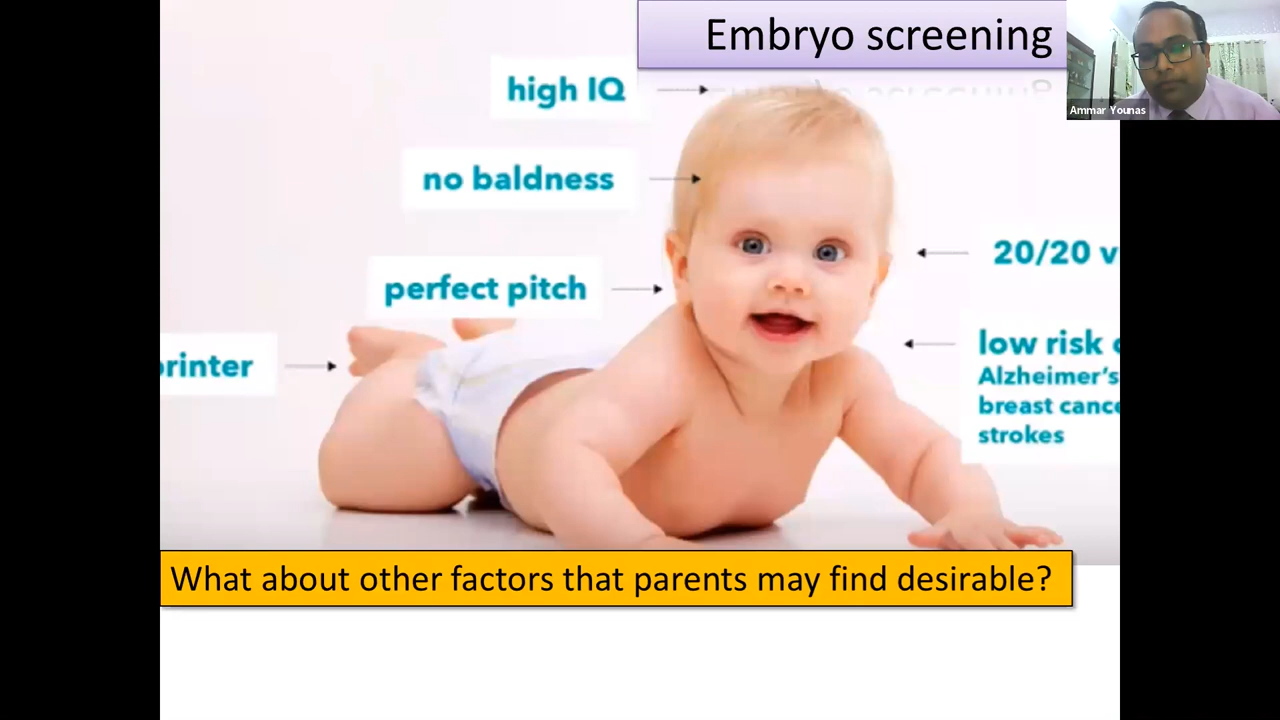 Embryo screening
Ammar Younas
high IQ
no baldness
perfect pitch
20/20 v
rinter
low risk
Alzheimer's
breast cance
strokes
What about other factors that parents may find desirable?